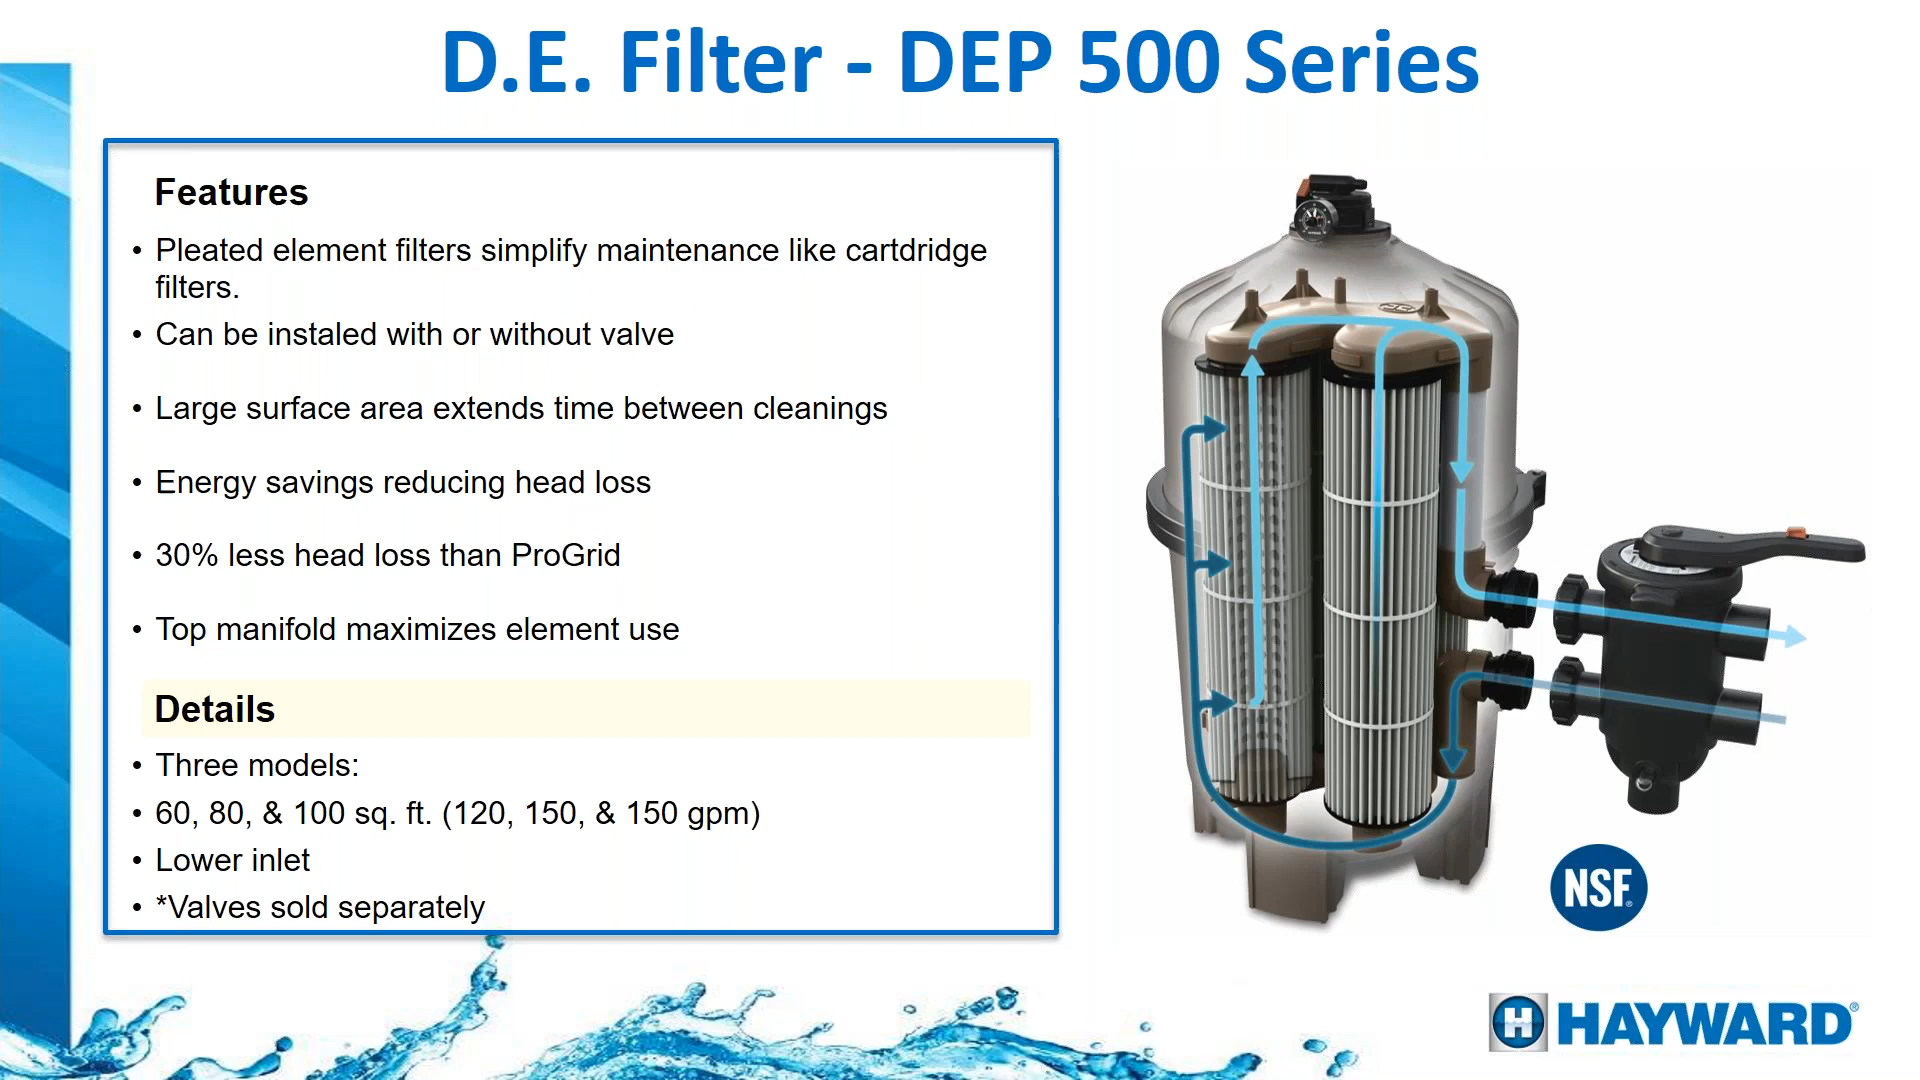 D.E. Filter - DEP 500 Series
Features
• Pleated element filters simplify maintenance like cartdridge
filters.
• Can be instaled with or without valve
• Large surface area extends time between cleanings
• Energy savings reducing head loss
• 30% less head loss than ProGrid
• Top manifold maximizes element use
Details
• Three models:
• 60, 80, & 100 sq. ft. (120, 150, & 150 gpm)
• Lower inlet
• *Valves sold separately
NSF®
H HAYWARD®